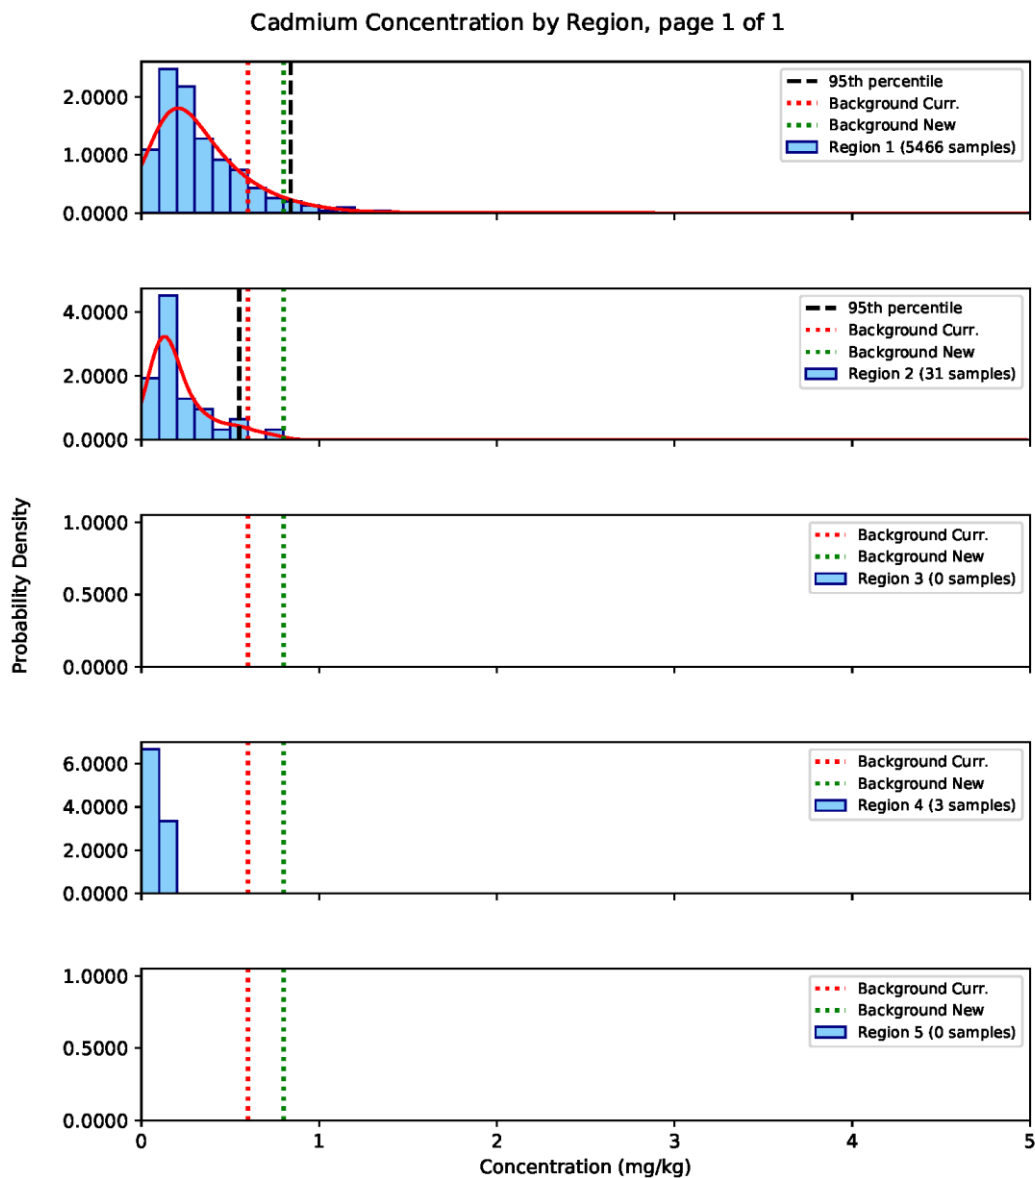 Cadmium Concentration by Region, page 1 of 1
2.0000
1.0000
0.0000
95th percentile
Background Curr.
Background New
Region 1 (5466 samples)
4.0000
2.0000
0.0000
95th percentile
Background Curr.
Background New
Region 2 (31 samples)
Probability Density
1.0000
0.5000
0.0000
Background Curr.
Background New
Region 3 (0 samples)
6.0000
4.0000
2.0000
0.0000
Background Curr.
Background New
Region 4 (3 samples)
1.0000
0.5000
0.0000
Background Curr.
Background New
Region 5 (0 samples)
0 1 2 3 4 5
Concentration (mg/kg)